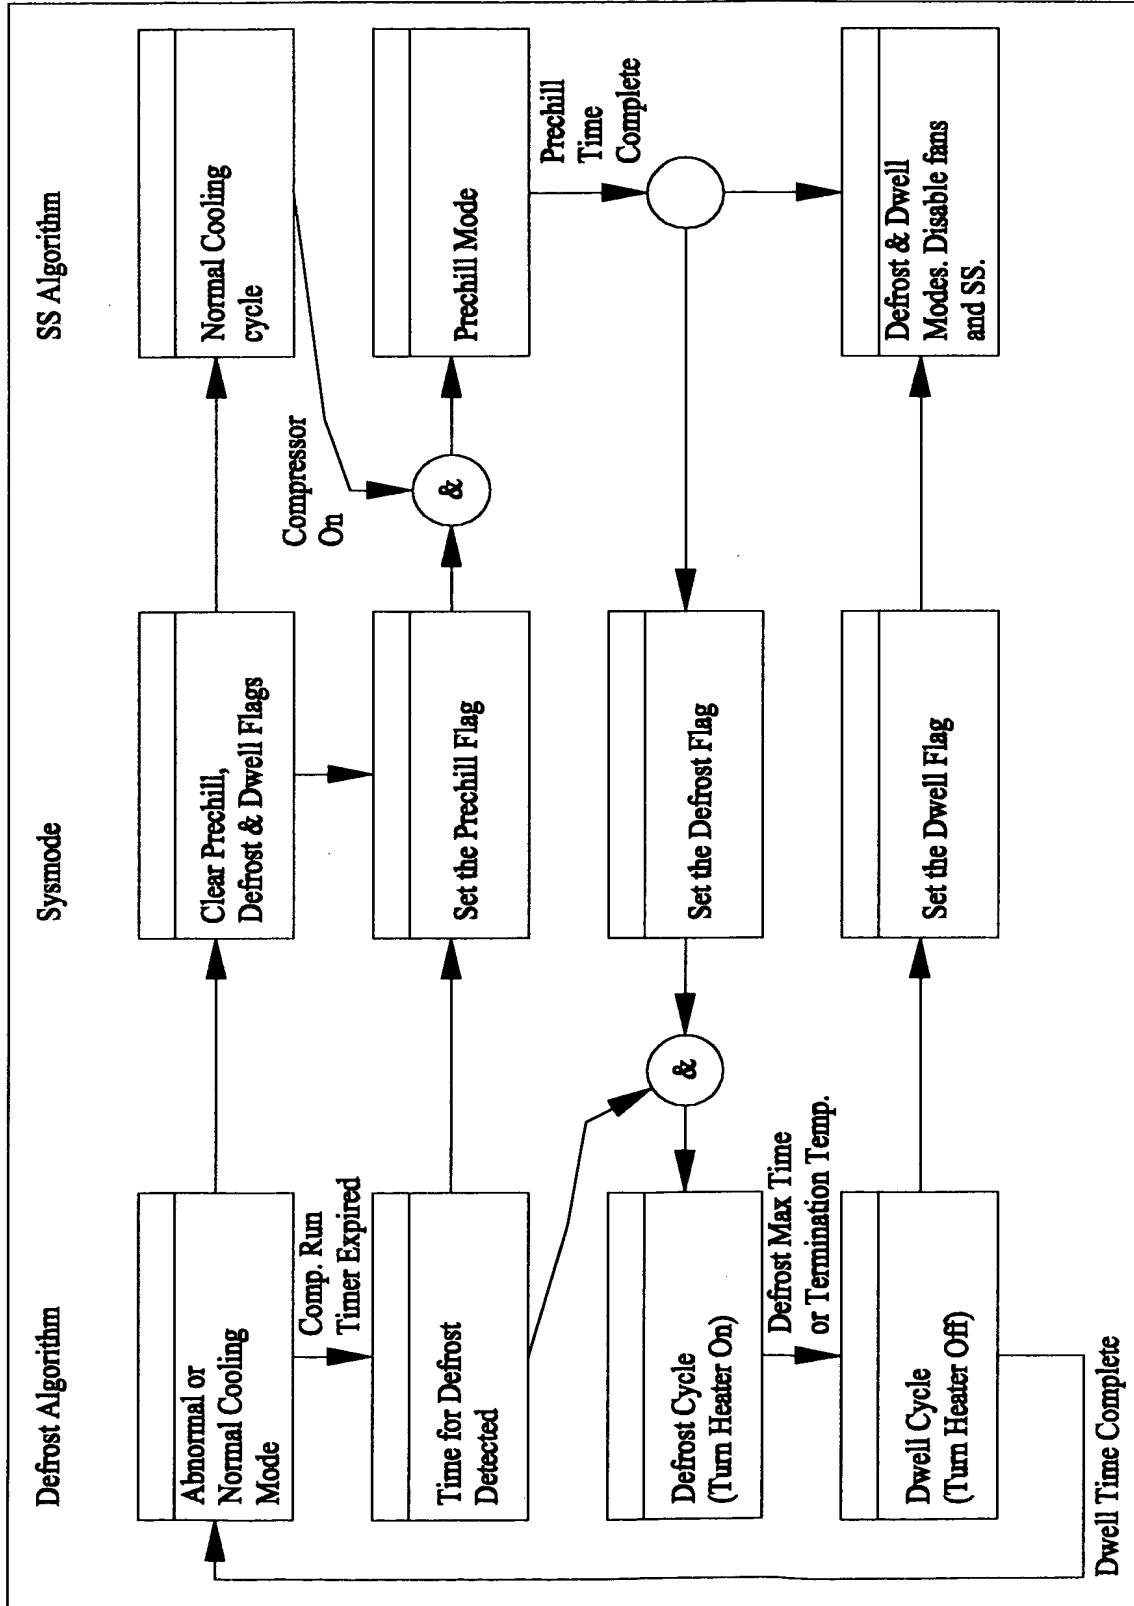 Defrost Algorithm
Sysmode
SS Algorithm
Abnormal or
Normal Cooling
Mode
Clear Prechill,
Defrost & Dwell Flags
Normal Cooling
cycle
Comp. Run
Timer Expired
Compressor
On
Time for Defrost
Detected
Set the Prechill Flag
&
Prechill Mode
Prechill
Time
Complete
&
Defrost Cycle
(Turn Heater On)
Set the Defrost Flag
Defrost Max Time
or Termination Temp.
Dwell Cycle
(Turn Heater Off)
Set the Dwell Flag
Defrost & Dwell
Modes. Disable fans
and SS.
Dwell Time Complete